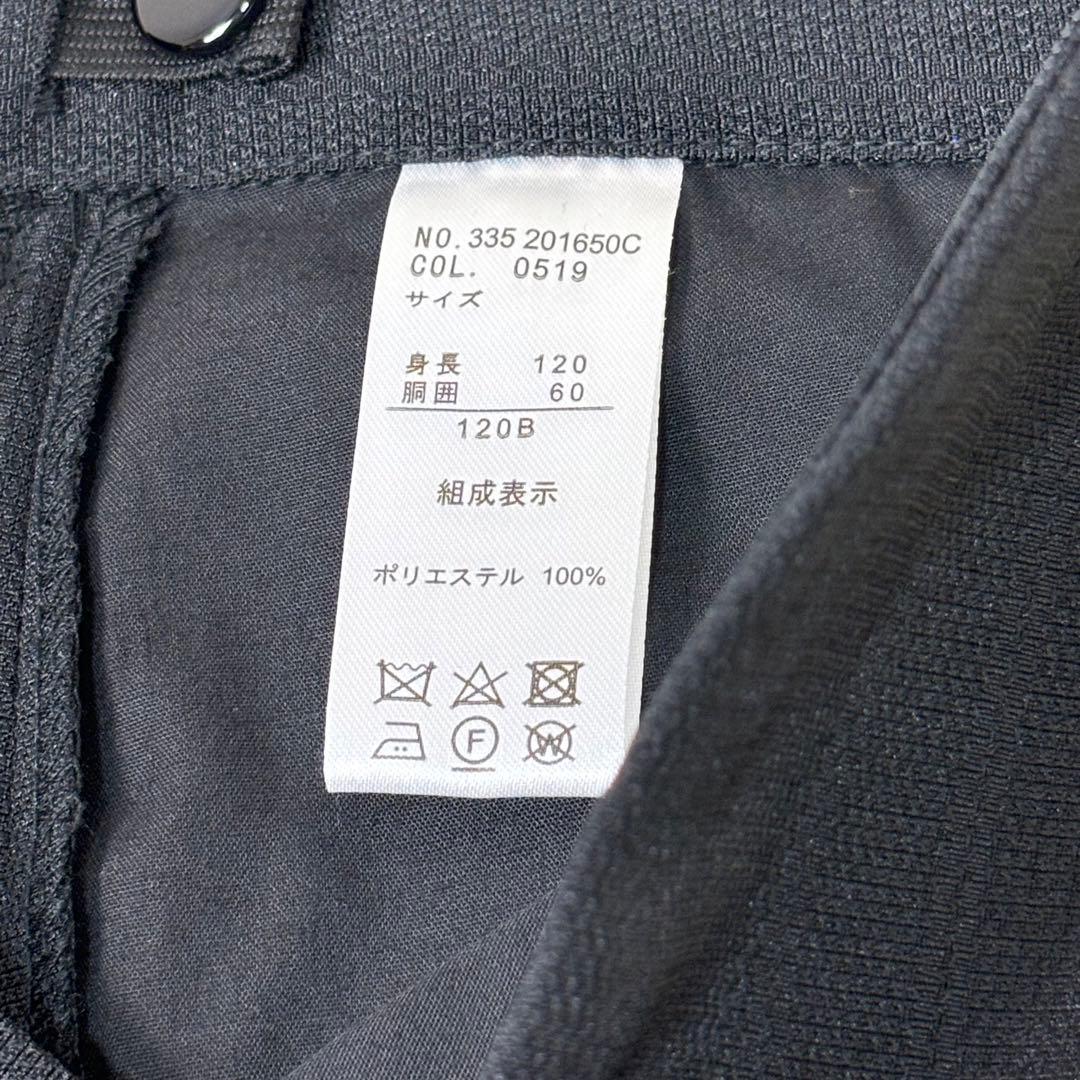 NO.335 201650C
COL. 0519
サイズ
身長 120
胴囲 60
120B
組成表示
ポリエステル 100%
F W